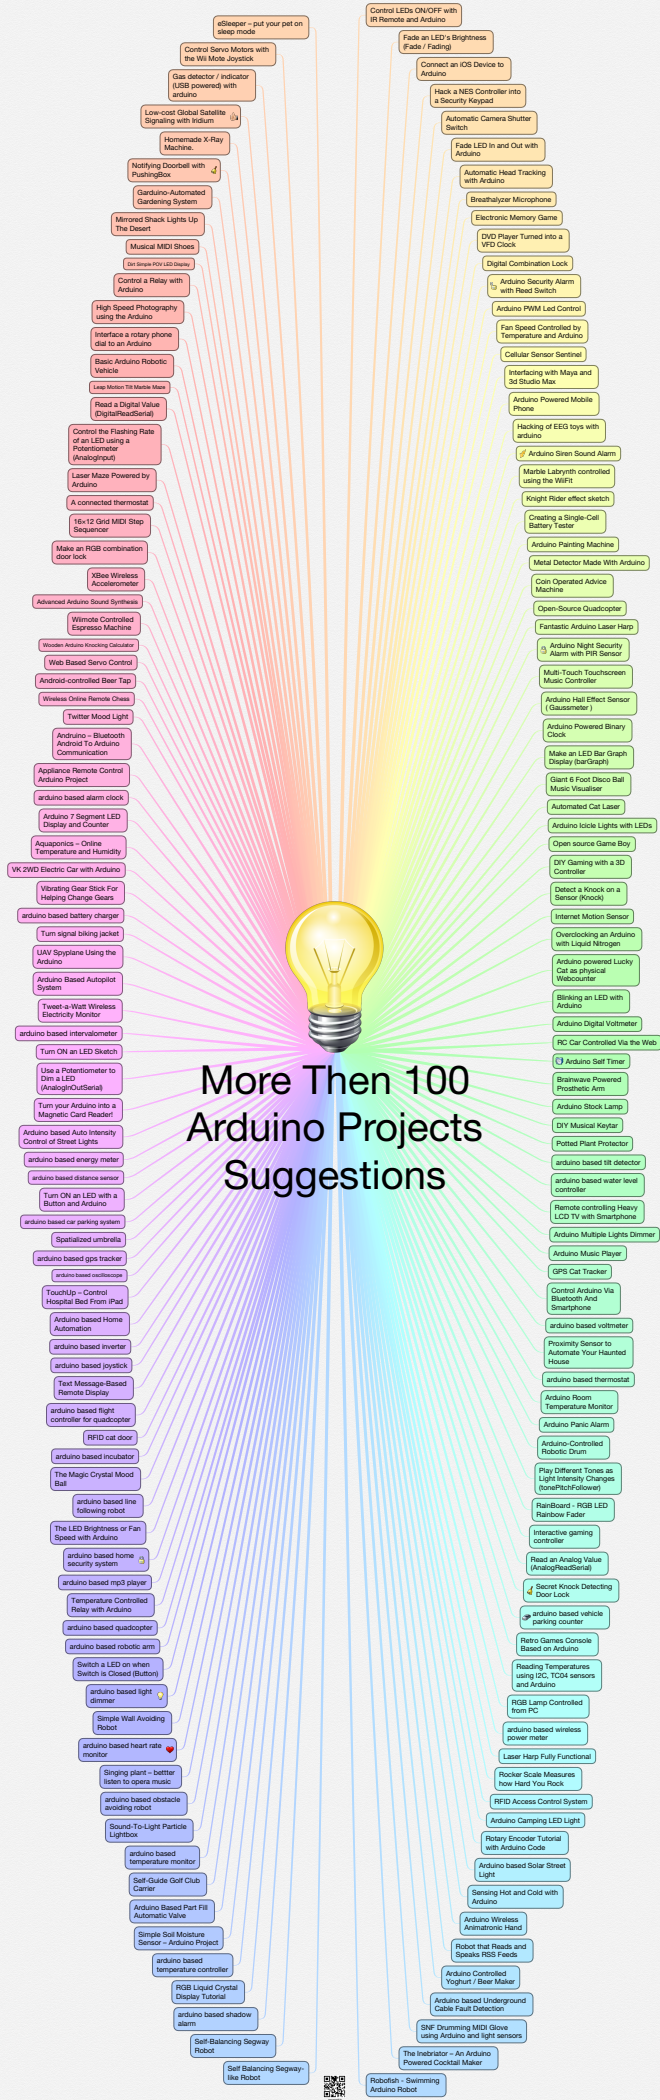 eSleeper – put your pet on
sleep mode
Control Servo Motors with
the Wii Mote Joystick
Gas detector / indicator
(USB powered) with
arduino
Low-cost Global Satellite
Signaling with Iridium
Homemade X-Ray
Machine.
Notifying Doorbell with
PushingBox
Garduino-Automated
Gardening System
Mirrored Shack Lights Up
The Desert
Musical MIDI Shoes
Dirt Simple POV LED Display
Control a Relay with
Arduino
High Speed Photography
using the Arduino
Interface a rotary phone
dial to an Arduino
Basic Arduino Robotic
Vehicle
Leap Motion Tilt Marble Maze
Read a Digital Value
(DigitalReadSerial)
Control the Flashing Rate
of an LED using a
Potentiometer
(AnalogInput)
Laser Maze Powered by
Arduino
A connected thermostat
16×12 Grid MIDI Step
Sequencer
Make an RGB combination
door lock
XBee Wireless
Accelerometer
Advanced Arduino Sound Synthesis
Wiimote Controlled
Espresso Machine
Wooden Arduino Knocking Calculator
Web Based Servo Control
Android-controlled Beer Tap
Wireless Online Remote Chess
Twitter Mood Light
Andruino – Bluetooth
Android To Arduino
Communication
Appliance Remote Control
Arduino Project
arduino based alarm clock
Arduino 7 Segment LED
Display and Counter
Aquaponics – Online
Temperature and Humidity
VK 2WD Electric Car with Arduino
Vibrating Gear Stick For
Helping Change Gears
arduino based battery charger
Turn signal biking jacket
UAV Spyplane Using the
Arduino
Arduino Based Autopilot
System
Tweet-a-Watt Wireless
Electricity Monitor
arduino based intervalometer
Turn ON an LED Sketch
Use a Potentiometer to
Dim a LED
(AnalogInOutSerial)
Turn your Arduino into a
Magnetic Card Reader!
Arduino based Auto Intensity
Control of Street Lights
arduino based energy meter
arduino based distance sensor
Turn ON an LED with a
Button and Arduino
arduino based car parking system
Spatialized umbrella
arduino based gps tracker
arduino based oscilloscope
TouchUp – Control
Hospital Bed From iPad
Arduino based Home
Automation
arduino based inverter
arduino based joystick
Text Message-Based
Remote Display
arduino based flight
controller for quadcopter
RFID cat door
arduino based incubator
The Magic Crystal Mood
Ball
arduino based line
following robot
The LED Brightness or Fan
Speed with Arduino
arduino based home
security system
arduino based mp3 player
Temperature Controlled
Relay with Arduino
arduino based quadcopter
arduino based robotic arm
Switch a LED on when
Switch is Closed (Button)
arduino based light
dimmer
Simple Wall Avoiding
Robot
arduino based heart rate
monitor
Singing plant – bettter
listen to opera music
arduino based obstacle
avoiding robot
Sound-To-Light Particle
Lightbox
arduino based
temperature monitor
Self-Guide Golf Club
Carrier
Arduino Based Part Fill
Automatic Valve
Simple Soil Moisture
Sensor – Arduino Project
arduino based
temperature controller
RGB Liquid Crystal
Display Tutorial
arduino based shadow
alarm
Self-Balancing Segway
Robot
Self Balancing Segway-
like Robot
More Then 100
Arduino Projects
Suggestions
Control LEDs ON/OFF with
IR Remote and Arduino
Fade an LED's Brightness
(Fade / Fading)
Connect an iOS Device to
Arduino
Hack a NES Controller into
a Security Keypad
Automatic Camera Shutter
Switch
Fade LED In and Out with
Arduino
Automatic Head Tracking
with Arduino
Breathalyzer Microphone
Electronic Memory Game
DVD Player Turned into a
VFD Clock
Digital Combination Lock
Arduino Security Alarm
with Reed Switch
Arduino PWM Led Control
Fan Speed Controlled by
Temperature and Arduino
Cellular Sensor Sentinel
Interfacing with Maya and
3d Studio Max
Arduino Powered Mobile
Phone
Hacking of EEG toys with
arduino
Arduino Siren Sound Alarm
Marble Labrynth controlled
using the WiiFit
Knight Rider effect sketch
Creating a Single-Cell
Battery Tester
Arduino Painting Machine
Metal Detector Made With Arduino
Coin Operated Advice
Machine
Open-Source Quadcopter
Fantastic Arduino Laser Harp
Arduino Night Security
Alarm with PIR Sensor
Multi-Touch Touchscreen
Music Controller
Arduino Hall Effect Sensor
( Gaussmeter )
Arduino Powered Binary
Clock
Make an LED Bar Graph
Display (barGraph)
Giant 6 Foot Disco Ball
Music Visualiser
Automated Cat Laser
Arduino Icicle Lights with LEDs
Open source Game Boy
DIY Gaming with a 3D
Controller
Detect a Knock on a
Sensor (Knock)
Internet Motion Sensor
Overclocking an Arduino
with Liquid Nitrogen
Arduino powered Lucky
Cat as physical
Webcounter
Blinking an LED with
Arduino
Arduino Digital Voltmeter
RC Car Controlled Via the Web
Arduino Self Timer
Brainwave Powered
Prosthetic Arm
Arduino Stock Lamp
DIY Musical Keytar
Potted Plant Protector
arduino based tilt detector
arduino based water level
controller
Remote controlling Heavy
LCD TV with Smartphone
Arduino Multiple Lights Dimmer
Arduino Music Player
GPS Cat Tracker
Control Arduino Via
Bluetooth And
Smartphone
arduino based voltmeter
Proximity Sensor to
Automate Your Haunted
House
arduino based thermostat
Arduino Room
Temperature Monitor
Arduino Panic Alarm
Arduino-Controlled
Robotic Drum
Play Different Tones as
Light Intensity Changes
(tonePitchFollower)
RainBoard - RGB LED
Rainbow Fader
Interactive gaming
controller
Read an Analog Value
(AnalogReadSerial)
Secret Knock Detecting
Door Lock
arduino based vehicle
parking counter
Retro Games Console
Based on Arduino
Reading Temperatures
using I2C, TC04 sensors
and Arduino
RGB Lamp Controlled
from PC
arduino based wireless
power meter
Laser Harp Fully Functional
Rocker Scale Measures
how Hard You Rock
RFID Access Control System
Arduino Camping LED Light
Rotary Encoder Tutorial
with Arduino Code
Arduino based Solar Street
Light
Sensing Hot and Cold with
Arduino
Arduino Wireless
Animatronic Hand
Robot that Reads and
Speaks RSS Feeds
Arduino Controlled
Yoghurt / Beer Maker
Arduino based Underground
Cable Fault Detection
SNF Drumming MIDI Glove
using Arduino and light sensors
The Inebriator – An Arduino
Powered Cocktail Maker
Robofish - Swimming
Arduino Robot